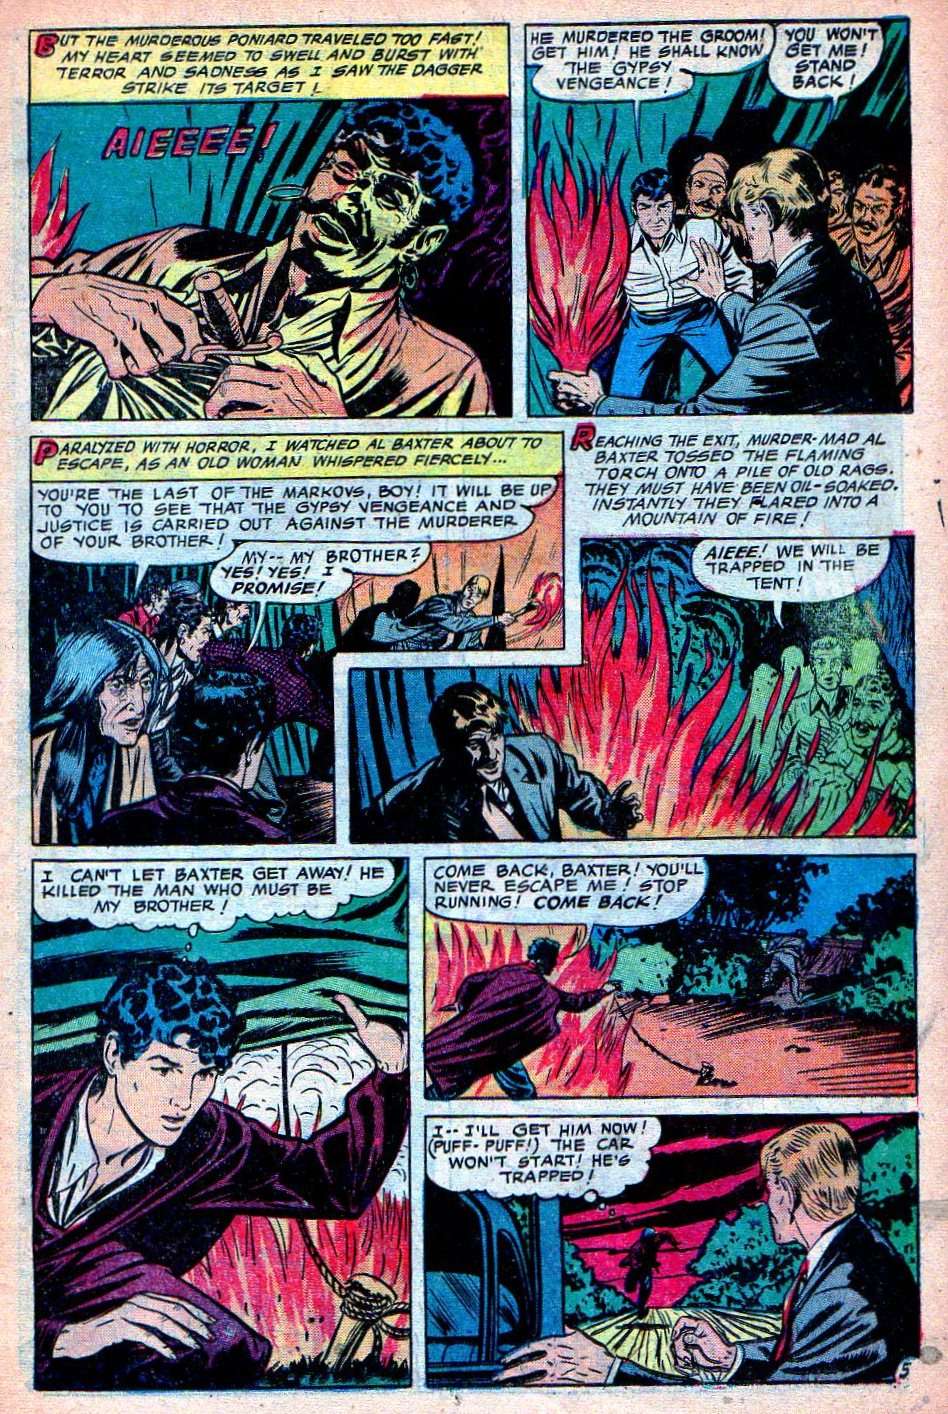 BUT THE MURDEROUS PONIARD TRAVELED TOO FAST!
MY HEART SEEMED TO SWELL AND BURST WITH
TERROR AND SADNESS AS I SAW THE DAGGER
STRIKE ITS TARGET!
AIEEEE!
HE MURDERED THE GROOM!
GET HIM! HE SHALL KNOW
THE GYPSY
VENGEANCE!
YOU WON'T
GET ME!
STAND
BACK!
PARALYZED WITH HORROR, I WATCHED AL BAXTER ABOUT TO
ESCAPE, AS AN OLD WOMAN WHISPERED FIERCELY...
YOU'RE THE LAST OF THE MARKOVS, BOY! IT WILL BE UP
TO YOU TO SEE THAT THE GYPSY VENGEANCE AND
JUSTICE IS CARRIED OUT AGAINST THE MURDERER
OF YOUR BROTHER!
MY-- MY BROTHER?
YES! YES! I
PROMISE!
REACHING THE EXIT, MURDER-MAD AL
BAXTER TOSSED THE FLAMING
TORCH ONTO A PILE OF OLD RAGS.
THEY MUST HAVE BEEN OIL-SOAKED.
INSTANTLY THEY FLARED INTO A
MOUNTAIN OF FIRE!
AIEEE! WE WILL BE
TRAPPED IN THE
TENT!
I CAN'T LET BAXTER GET AWAY! HE
KILLED THE MAN WHO MUST BE
MY BROTHER!
COME BACK, BAXTER! YOU'LL
NEVER ESCAPE ME! STOP
RUNNING! COME BACK!
I-- I'LL GET HIM NOW!
(PUFF-PUFF!) THE CAR
WON'T START! HE'S
TRAPPED!
5